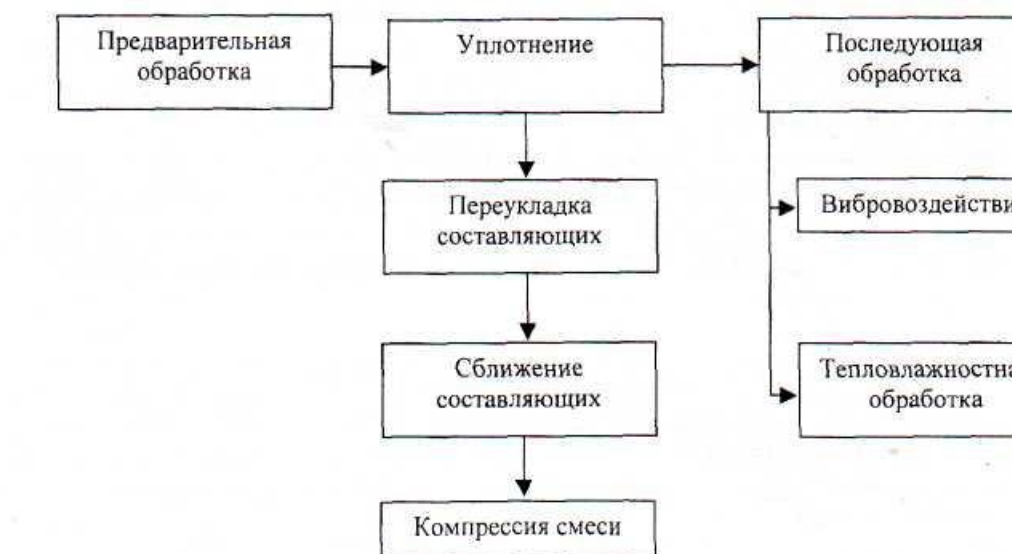 Предварительная
обработка
Уплотнение
Последующая
обработка
Переукладка
составляющих
Вибровоздействи
Сближение
составляющих
Тепловлажностна
обработка
Компрессия смеси